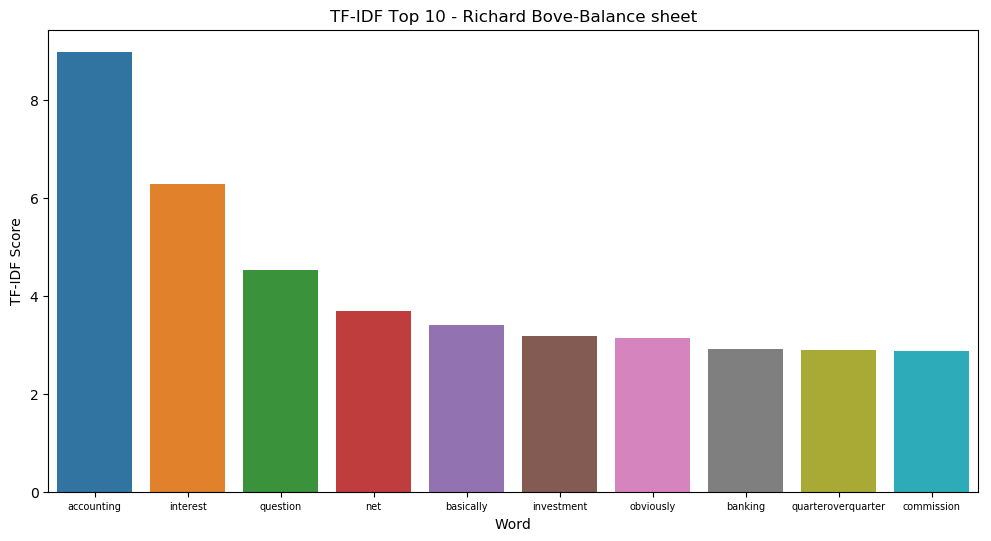 TF-IDF Top 10 - Richard Bove-Balance sheet
TF-IDF Score
8
6
4
2
0
accounting interest question net basically investment obviously banking quarteroverquarter commission
Word